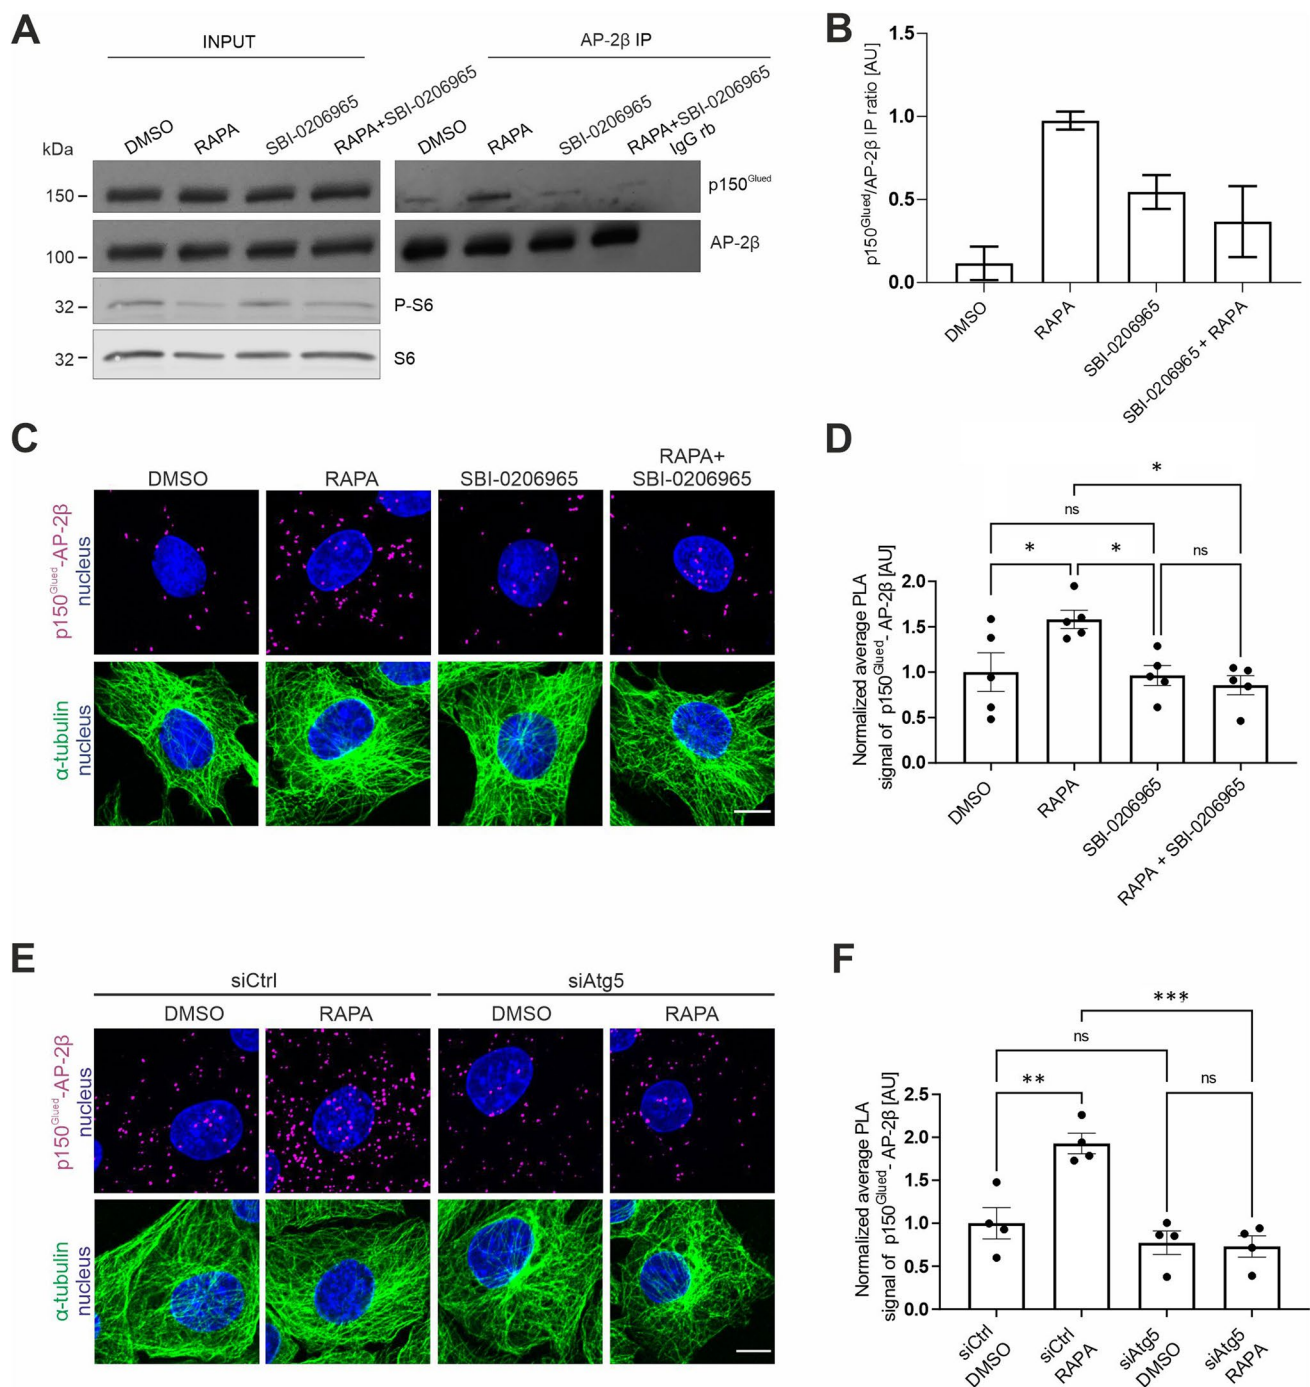 A
INPUT
AP-2β IP
DMSO
RAPA
SBI-0206965
RAPA+SBI-0206965
DMSO
RAPA
SBI-0206965
RAPA+SBI-0206965
IgG rb
kDa
150
p150Glued
100
AP-2β
32
P-S6
32
S6
B
p150Glued/AP-2β IP ratio [AU]
1.5
1.0
0.5
0.0
DMSO
RAPA
SBI-0206965
SBI-0206965 + RAPA
C
DMSO
RAPA
SBI-0206965
RAPA+
SBI-0206965
p150Glued-AP-2β
nucleus
α-tubulin
nucleus
D
*
ns
*
*
ns
Normalized average PLA
signal of p150Glued- AP-2β [AU]
2.0
1.5
1.0
0.5
0.0
DMSO
RAPA
SBI-0206965
RAPA + SBI-0206965
E
siCtrl
siAtg5
DMSO
RAPA
DMSO
RAPA
p150Glued-AP-2β
nucleus
α-tubulin
nucleus
F
***
ns
**
ns
Normalized average PLA
signal of p150Glued- AP-2β [AU]
2.5
2.0
1.5
1.0
0.5
0.0
siCtrl
DMSO
siCtrl
RAPA
siAtg5
DMSO
siAtg5
RAPA